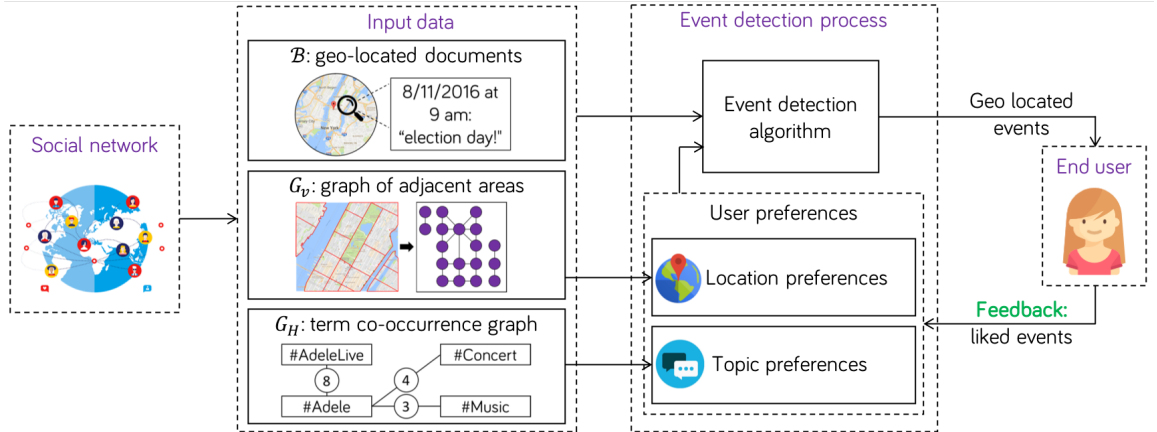 Social network
Input data
ℬ: geo-located documents
New York
8/11/2016 at
9 am:
“election day!"
G_v: graph of adjacent areas
G_H: term co-occurrence graph
#AdeleLive
#Concert
8
4
#Adele
3
#Music
Event detection process
Event detection
algorithm
User preferences
Location preferences
Topic preferences
Geo located
events
End user
Feedback:
liked events